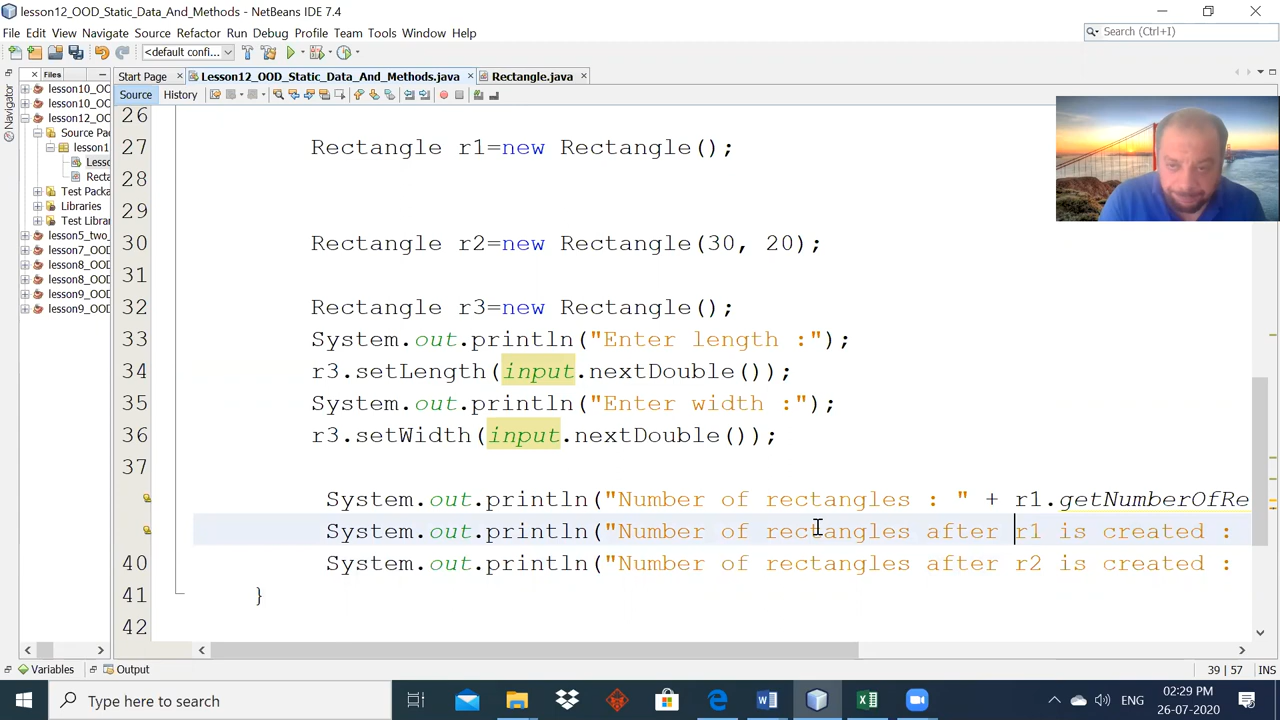 lesson12_OOD_Static_Data_And_Methods - NetBeans IDE 7.4
File Edit View Navigate Source Refactor Run Debug Profile Team Tools Window Help
Search (Ctrl+I)
<default confi...
Files
Start Page
Lesson12_OOD_Static_Data_And_Methods.java
Rectangle.java
Navigator
lesson10_OO
lesson10_OO
lesson12_OO
Source Pac
lesson1
Lesso
Recta
Test Packa
Libraries
Test Librar
lesson5_two_
lesson7_OOD
lesson8_OOD
lesson8_OOD
lesson9_OOD
lesson9_OOD
Source History
26
27 Rectangle r1=new Rectangle();
28
29
30 Rectangle r2=new Rectangle(30, 20);
31
32 Rectangle r3=new Rectangle();
33 System.out.println("Enter length :");
34 r3.setLength(input.nextDouble());
35 System.out.println("Enter width :");
36 r3.setWidth(input.nextDouble());
37
System.out.println("Number of rectangles : " + r1.getNumberOfRe
System.out.println("Number of rectangles after r1 is created :
40 System.out.println("Number of rectangles after r2 is created :
41 }
42
Variables Output
39 | 57 INS
Type here to search
ENG
02:29 PM
26-07-2020